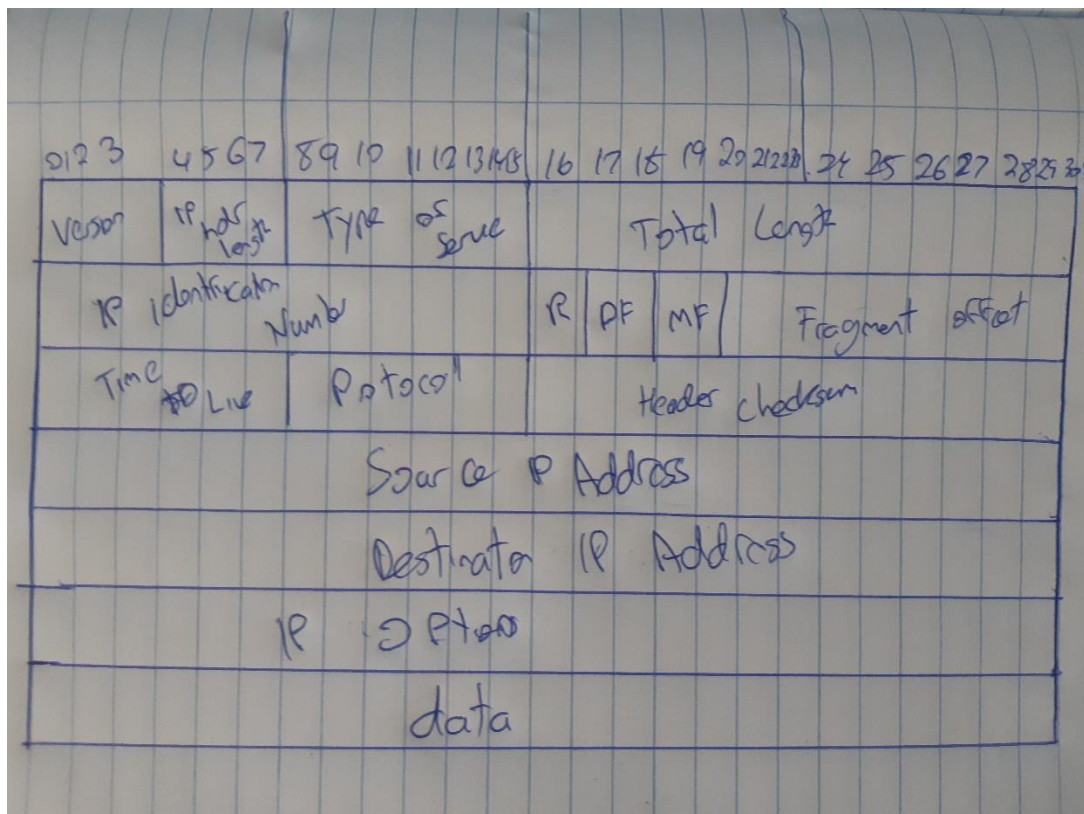 0 1 2 3 4 5 6 7 8 9 10 11 12 13 14 15 16 17 18 19 20 21 22 23 24 25 26 27 28 29 30
Verson IP hdr length Type of Serve Total Length
IP Identification Number R DF MF Fragment offset
Time to Live Protocol Header checksum
Source IP Address
Destination IP Address
IP Options
data